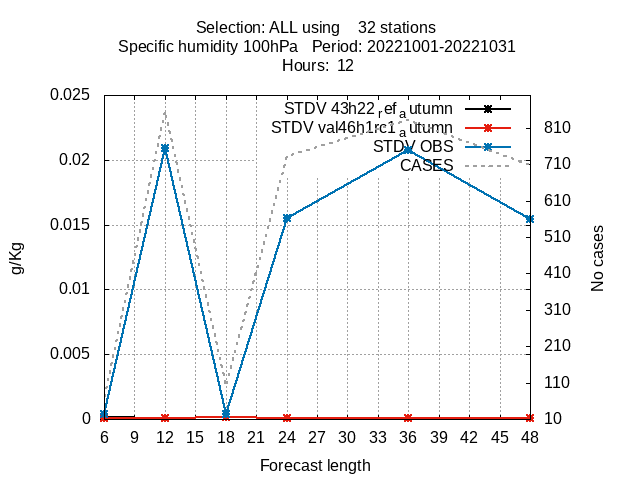 Selection: ALL using    32 stations
Specific humidity 100hPa   Period: 20221001-20221031
Hours:  12
STDV 43h22refautumn
STDV val46h1rc1autumn
STDV OBS
CASES
0.025
0.02
0.015
0.01
0.005
0
g/Kg
810
710
610
510
410
310
210
110
10
No cases
6 9 12 15 18 21 24 27 30 33 36 39 42 45 48
Forecast length